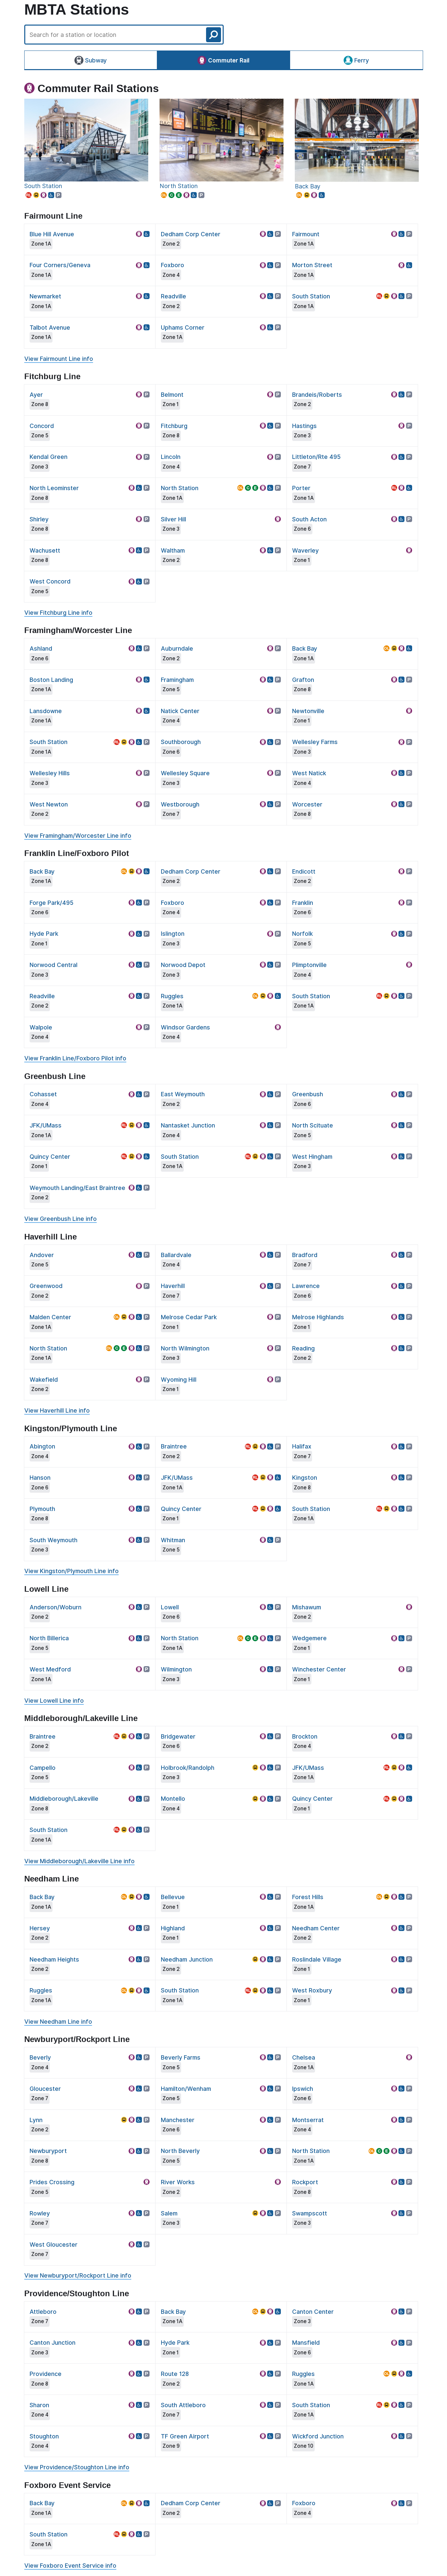 MBTA Stations
Search for a station or location
Subway
Commuter Rail
Ferry
Commuter Rail Stations
South Station
North Station
Back Bay
Fairmount Line
Blue Hill Avenue
Zone 1A
Dedham Corp Center
Zone 2
Fairmount
Zone 1A
Four Corners/Geneva
Zone 1A
Foxboro
Zone 4
Morton Street
Zone 1A
Newmarket
Zone 1A
Readville
Zone 2
South Station
Zone 1A
Talbot Avenue
Zone 1A
Uphams Corner
Zone 1A
View Fairmount Line info
Fitchburg Line
Ayer
Zone 8
Belmont
Zone 1
Brandeis/Roberts
Zone 2
Concord
Zone 5
Fitchburg
Zone 8
Hastings
Zone 3
Kendal Green
Zone 3
Lincoln
Zone 4
Littleton/Rte 495
Zone 7
North Leominster
Zone 8
North Station
Zone 1A
Porter
Zone 1A
Shirley
Zone 8
Silver Hill
Zone 3
South Acton
Zone 6
Wachusett
Zone 8
Waltham
Zone 2
Waverley
Zone 1
West Concord
Zone 5
View Fitchburg Line info
Framingham/Worcester Line
Ashland
Zone 6
Auburndale
Zone 2
Back Bay
Zone 1A
Boston Landing
Zone 1A
Framingham
Zone 5
Grafton
Zone 8
Lansdowne
Zone 1A
Natick Center
Zone 4
Newtonville
Zone 1
South Station
Zone 1A
Southborough
Zone 6
Wellesley Farms
Zone 3
Wellesley Hills
Zone 3
Wellesley Square
Zone 3
West Natick
Zone 4
West Newton
Zone 2
Westborough
Zone 7
Worcester
Zone 8
View Framingham/Worcester Line info
Franklin Line/Foxboro Pilot
Back Bay
Zone 1A
Dedham Corp Center
Zone 2
Endicott
Zone 2
Forge Park/495
Zone 6
Foxboro
Zone 4
Franklin
Zone 6
Hyde Park
Zone 1
Islington
Zone 3
Norfolk
Zone 5
Norwood Central
Zone 3
Norwood Depot
Zone 3
Plimptonville
Zone 4
Readville
Zone 2
Ruggles
Zone 1A
South Station
Zone 1A
Walpole
Zone 4
Windsor Gardens
Zone 4
View Franklin Line/Foxboro Pilot info
Greenbush Line
Cohasset
Zone 4
East Weymouth
Zone 2
Greenbush
Zone 6
JFK/UMass
Zone 1A
Nantasket Junction
Zone 4
North Scituate
Zone 5
Quincy Center
Zone 1
South Station
Zone 1A
West Hingham
Zone 3
Weymouth Landing/East Braintree
Zone 2
View Greenbush Line info
Haverhill Line
Andover
Zone 5
Ballardvale
Zone 4
Bradford
Zone 7
Greenwood
Zone 2
Haverhill
Zone 7
Lawrence
Zone 6
Malden Center
Zone 1A
Melrose Cedar Park
Zone 1
Melrose Highlands
Zone 1
North Station
Zone 1A
North Wilmington
Zone 3
Reading
Zone 2
Wakefield
Zone 2
Wyoming Hill
Zone 1
View Haverhill Line info
Kingston/Plymouth Line
Abington
Zone 4
Braintree
Zone 2
Halifax
Zone 7
Hanson
Zone 6
JFK/UMass
Zone 1A
Kingston
Zone 8
Plymouth
Zone 8
Quincy Center
Zone 1
South Station
Zone 1A
South Weymouth
Zone 3
Whitman
Zone 5
View Kingston/Plymouth Line info
Lowell Line
Anderson/Woburn
Zone 2
Lowell
Zone 6
Mishawum
Zone 2
North Billerica
Zone 5
North Station
Zone 1A
Wedgemere
Zone 1
West Medford
Zone 1A
Wilmington
Zone 3
Winchester Center
Zone 1
View Lowell Line info
Middleborough/Lakeville Line
Braintree
Zone 2
Bridgewater
Zone 6
Brockton
Zone 4
Campello
Zone 5
Holbrook/Randolph
Zone 3
JFK/UMass
Zone 1A
Middleborough/Lakeville
Zone 8
Montello
Zone 4
Quincy Center
Zone 1
South Station
Zone 1A
View Middleborough/Lakeville Line info
Needham Line
Back Bay
Zone 1A
Bellevue
Zone 1
Forest Hills
Zone 1A
Hersey
Zone 2
Highland
Zone 1
Needham Center
Zone 2
Needham Heights
Zone 2
Needham Junction
Zone 2
Roslindale Village
Zone 1
Ruggles
Zone 1A
South Station
Zone 1A
West Roxbury
Zone 1
View Needham Line info
Newburyport/Rockport Line
Beverly
Zone 4
Beverly Farms
Zone 5
Chelsea
Zone 1A
Gloucester
Zone 7
Hamilton/Wenham
Zone 5
Ipswich
Zone 6
Lynn
Zone 2
Manchester
Zone 6
Montserrat
Zone 4
Newburyport
Zone 8
North Beverly
Zone 5
North Station
Zone 1A
Prides Crossing
Zone 5
River Works
Zone 2
Rockport
Zone 8
Rowley
Zone 7
Salem
Zone 3
Swampscott
Zone 3
West Gloucester
Zone 7
View Newburyport/Rockport Line info
Providence/Stoughton Line
Attleboro
Zone 7
Back Bay
Zone 1A
Canton Center
Zone 3
Canton Junction
Zone 3
Hyde Park
Zone 1
Mansfield
Zone 6
Providence
Zone 8
Route 128
Zone 2
Ruggles
Zone 1A
Sharon
Zone 4
South Attleboro
Zone 7
South Station
Zone 1A
Stoughton
Zone 4
TF Green Airport
Zone 9
Wickford Junction
Zone 10
View Providence/Stoughton Line info
Foxboro Event Service
Back Bay
Zone 1A
Dedham Corp Center
Zone 2
Foxboro
Zone 4
South Station
Zone 1A
View Foxboro Event Service info